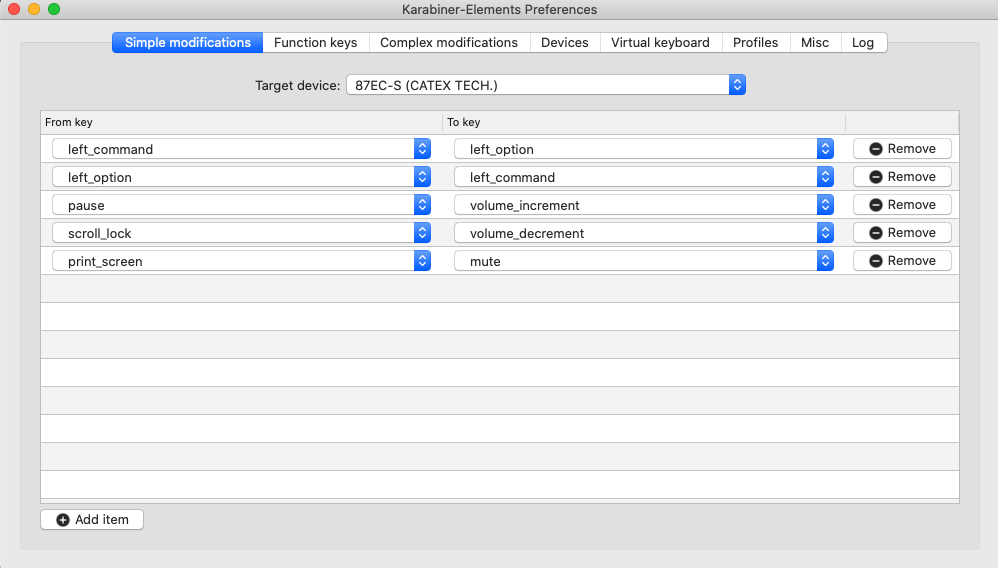 Karabiner-Elements Preferences
Simple modifications Function keys Complex modifications Devices Virtual keyboard Profiles Misc Log
Target device: 87EC-S (CATEX TECH.)
From key To key
left_command left_option Remove
left_option left_command Remove
pause volume_increment Remove
scroll_lock volume_decrement Remove
print_screen mute Remove
Add item